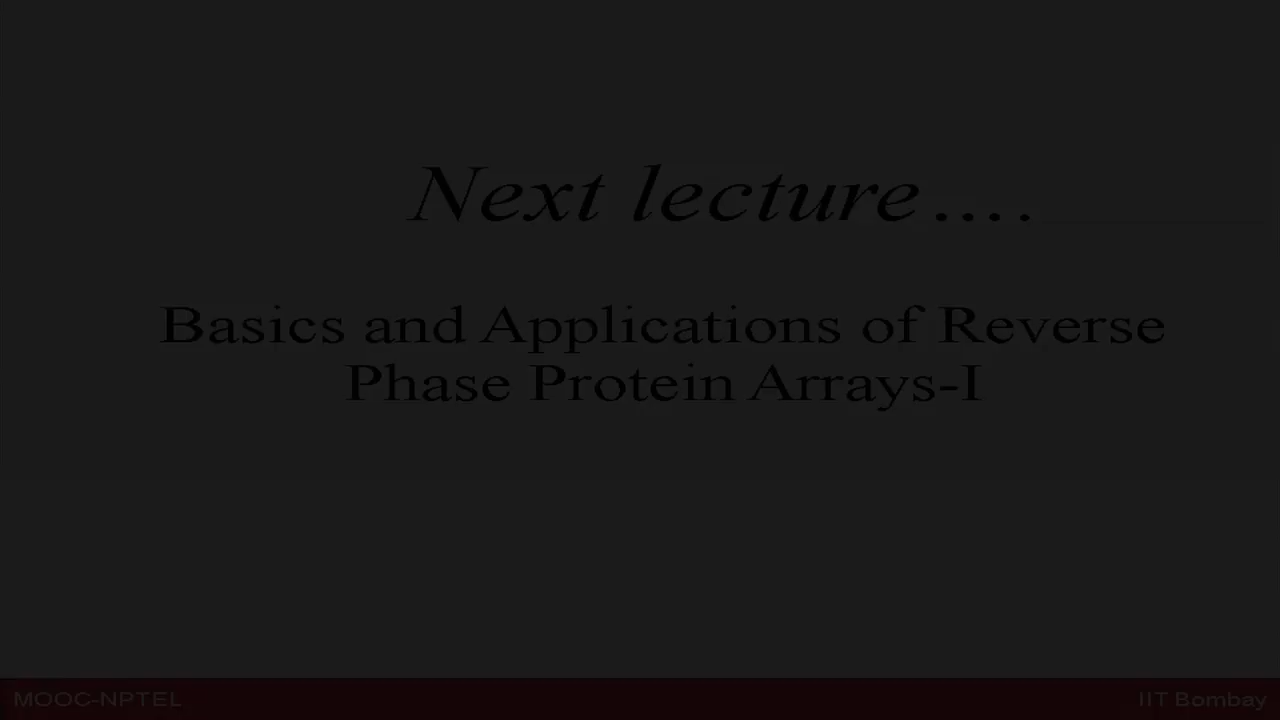 Next lecture….
Basics and Applications of Reverse
Phase Protein Arrays-I
MOOC-NPTEL
IIT Bombay